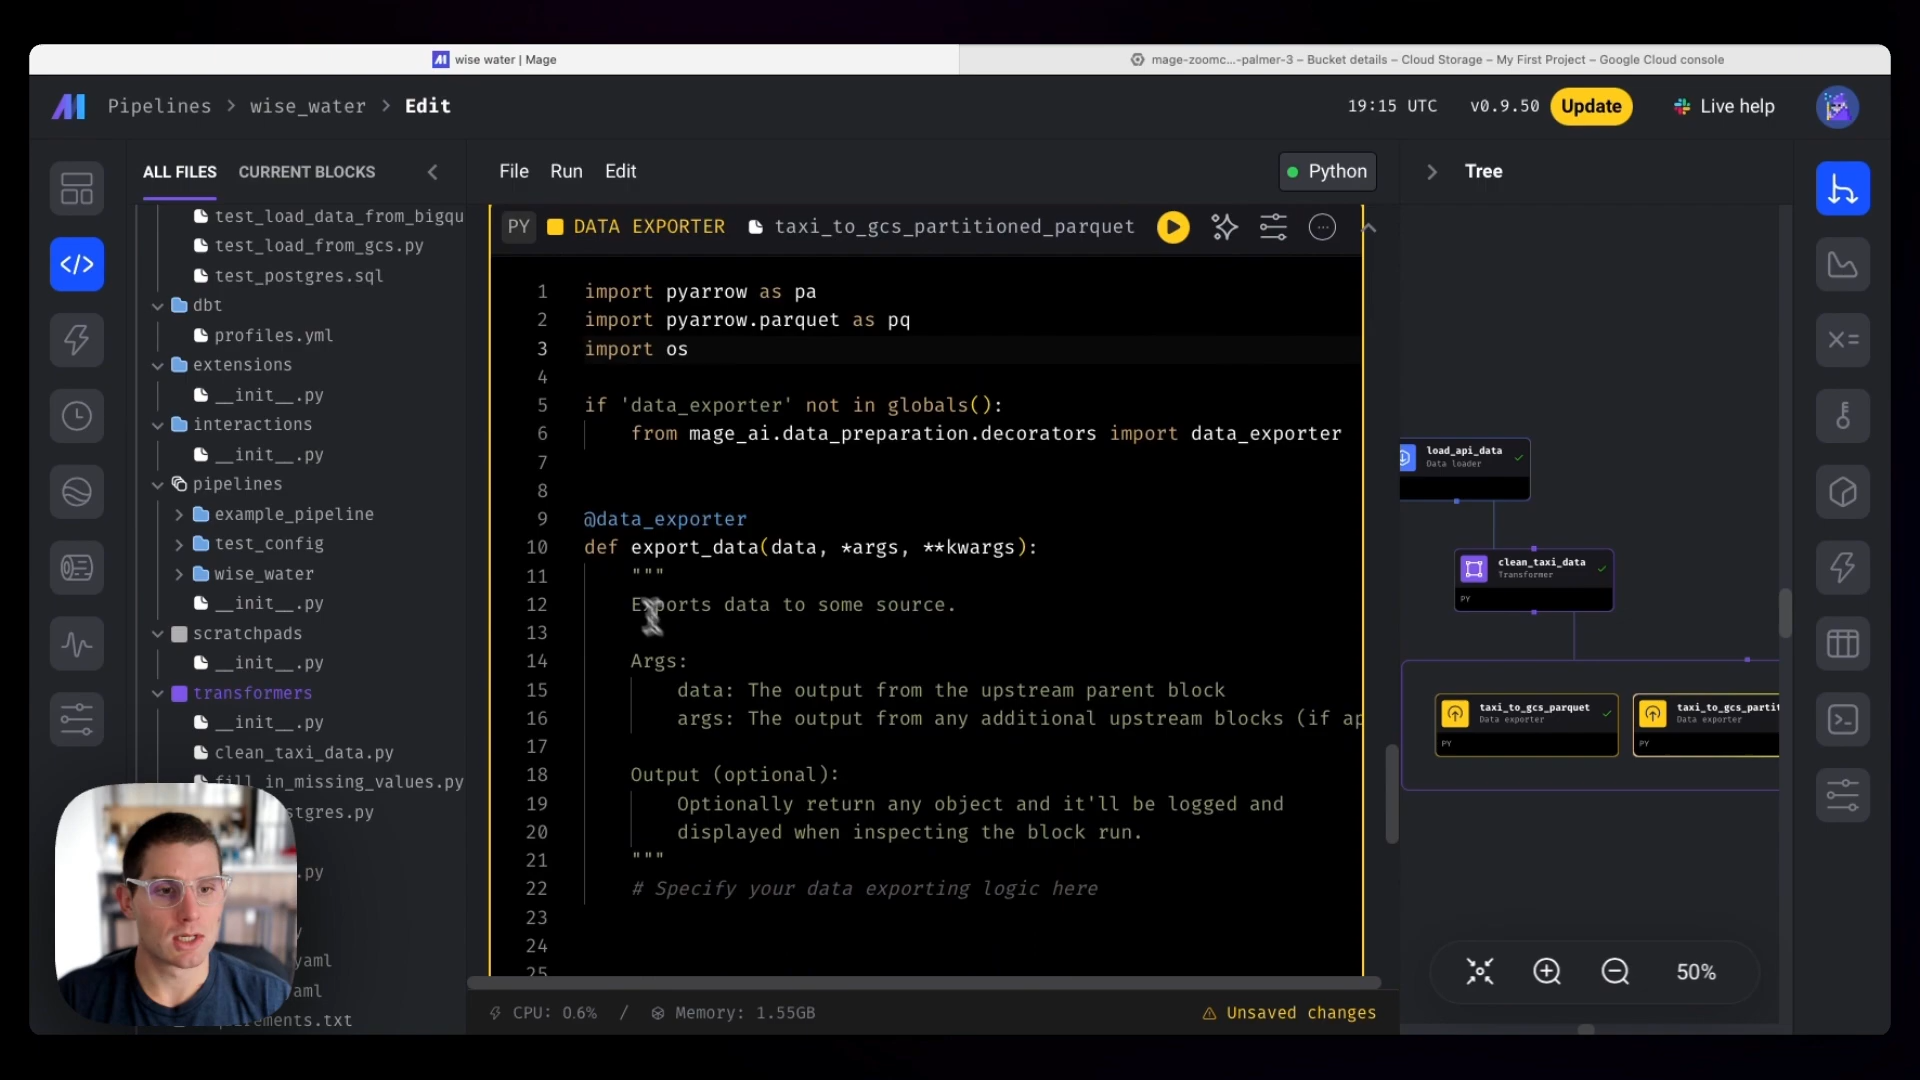 wise water | Mage
mage-zoomc...-palmer-3 – Bucket details – Cloud Storage – My First Project – Google Cloud console
Pipelines > wise_water > Edit
19:15 UTC
v0.9.50
Update
Live help
ALL FILES
CURRENT BLOCKS
test_load_data_from_bigqu
test_load_from_gcs.py
test_postgres.sql
dbt
profiles.yml
extensions
__init__.py
interactions
__init__.py
pipelines
example_pipeline
test_config
wise_water
__init__.py
scratchpads
__init__.py
transformers
__init__.py
clean_taxi_data.py
fill_in_missing_values.py
stgres.py
.py
yaml
aml
ements.txt
File
Run
Edit
Python
PY
DATA EXPORTER
taxi_to_gcs_partitioned_parquet
1 import pyarrow as pa
2 import pyarrow.parquet as pq
3 import os
4
5 if 'data_exporter' not in globals():
6 from mage_ai.data_preparation.decorators import data_exporter
7
8
9 @data_exporter
10 def export_data(data, *args, **kwargs):
11 """
12 Exports data to some source.
13
14 Args:
15 data: The output from the upstream parent block
16 args: The output from any additional upstream blocks (if ap
17
18 Output (optional):
19 Optionally return any object and it'll be logged and
20 displayed when inspecting the block run.
21 """
22 # Specify your data exporting logic here
23
24
25
CPU: 0.6% / Memory: 1.55GB
Unsaved changes
Tree
load_api_data
Data loader
clean_taxi_data
Transformer
PY
taxi_to_gcs_parquet
Data exporter
PY
taxi_to_gcs_partit
Data exporter
PY
50%